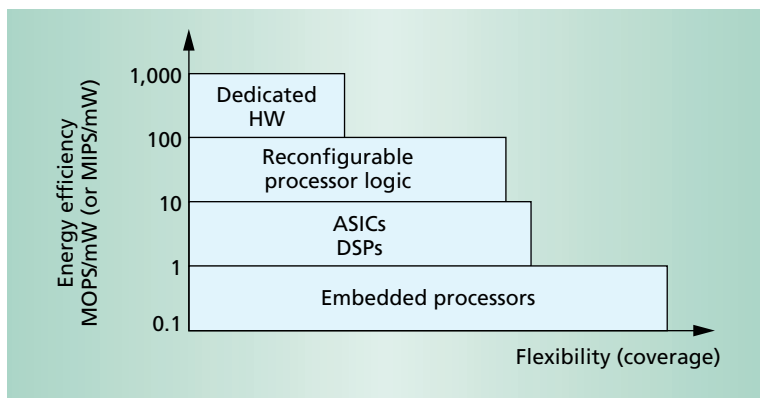 Energy efficiency
MOPS/mW (or MIPS/mW)
1,000
100
10
1
0.1
Dedicated
HW
Reconfigurable
processor logic
ASICs
DSPs
Embedded processors
Flexibility (coverage)